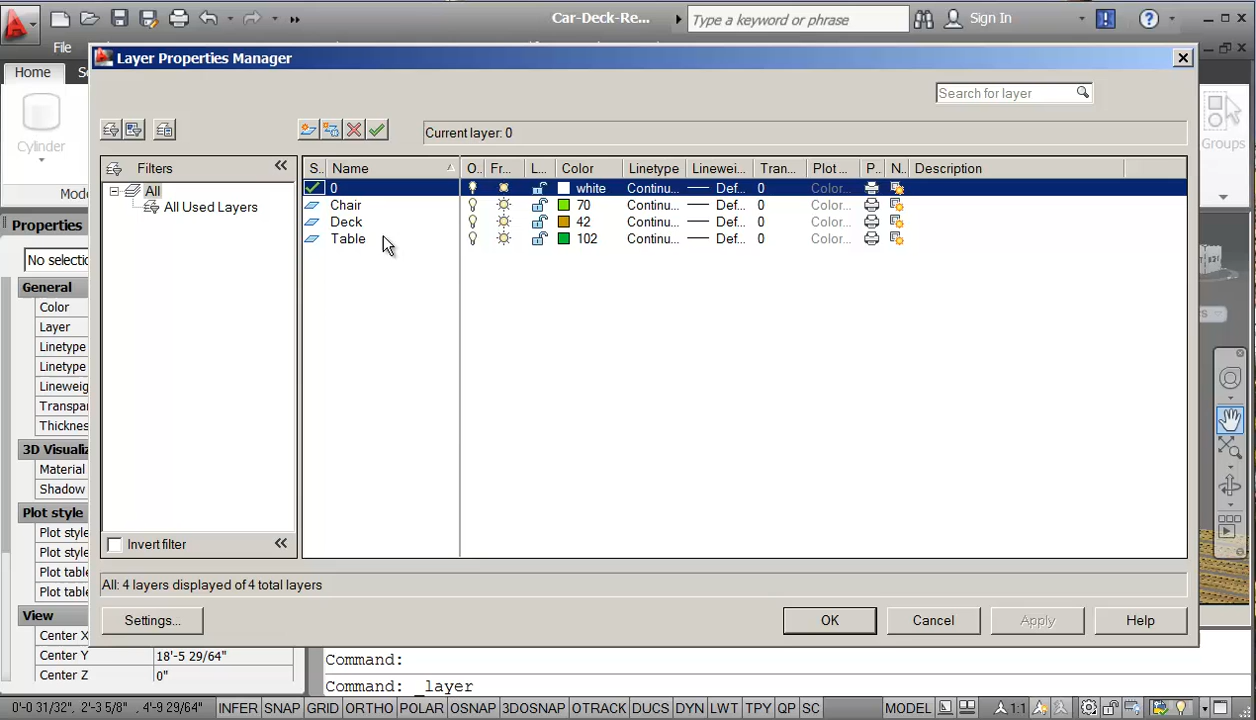 Car-Deck-Re...
Type a keyword or phrase
Sign In
File
Layer Properties Manager
Home
Search for layer
Cylinder
Current layer: 0
Groups
Filters
S.. Name O. Fr... L... Color Linetype Linewei... Tran... Plot ... P.. N.. Description
All
All Used Layers
0 white Continu... Def... 0 Color...
Chair 70 Continu... Def... 0 Color...
Deck 42 Continu... Def... 0 Color...
Table 102 Continu... Def... 0 Color...
Properties
General
Color
Layer
Linetype
Linetype
Transpa
Thicknes
3D Visualiz
Material
Shadow
Plot style
Plot style
Plot style
Plot table
Plot table
Invert filter
All: 4 layers displayed of 4 total layers
View
Settings...
OK
Cancel
Apply
Help
Center X
Center Y 18'-5 29/64"
Center Z 0"
Command:
Command: _layer
0'-0 31/32", 2'-3 5/8" , 4'-9 29/64" INFER SNAP GRID ORTHO POLAR OSNAP 3DOSNAP OTRACK DUCS DYN LWT TPY QP SC MODEL 1:1